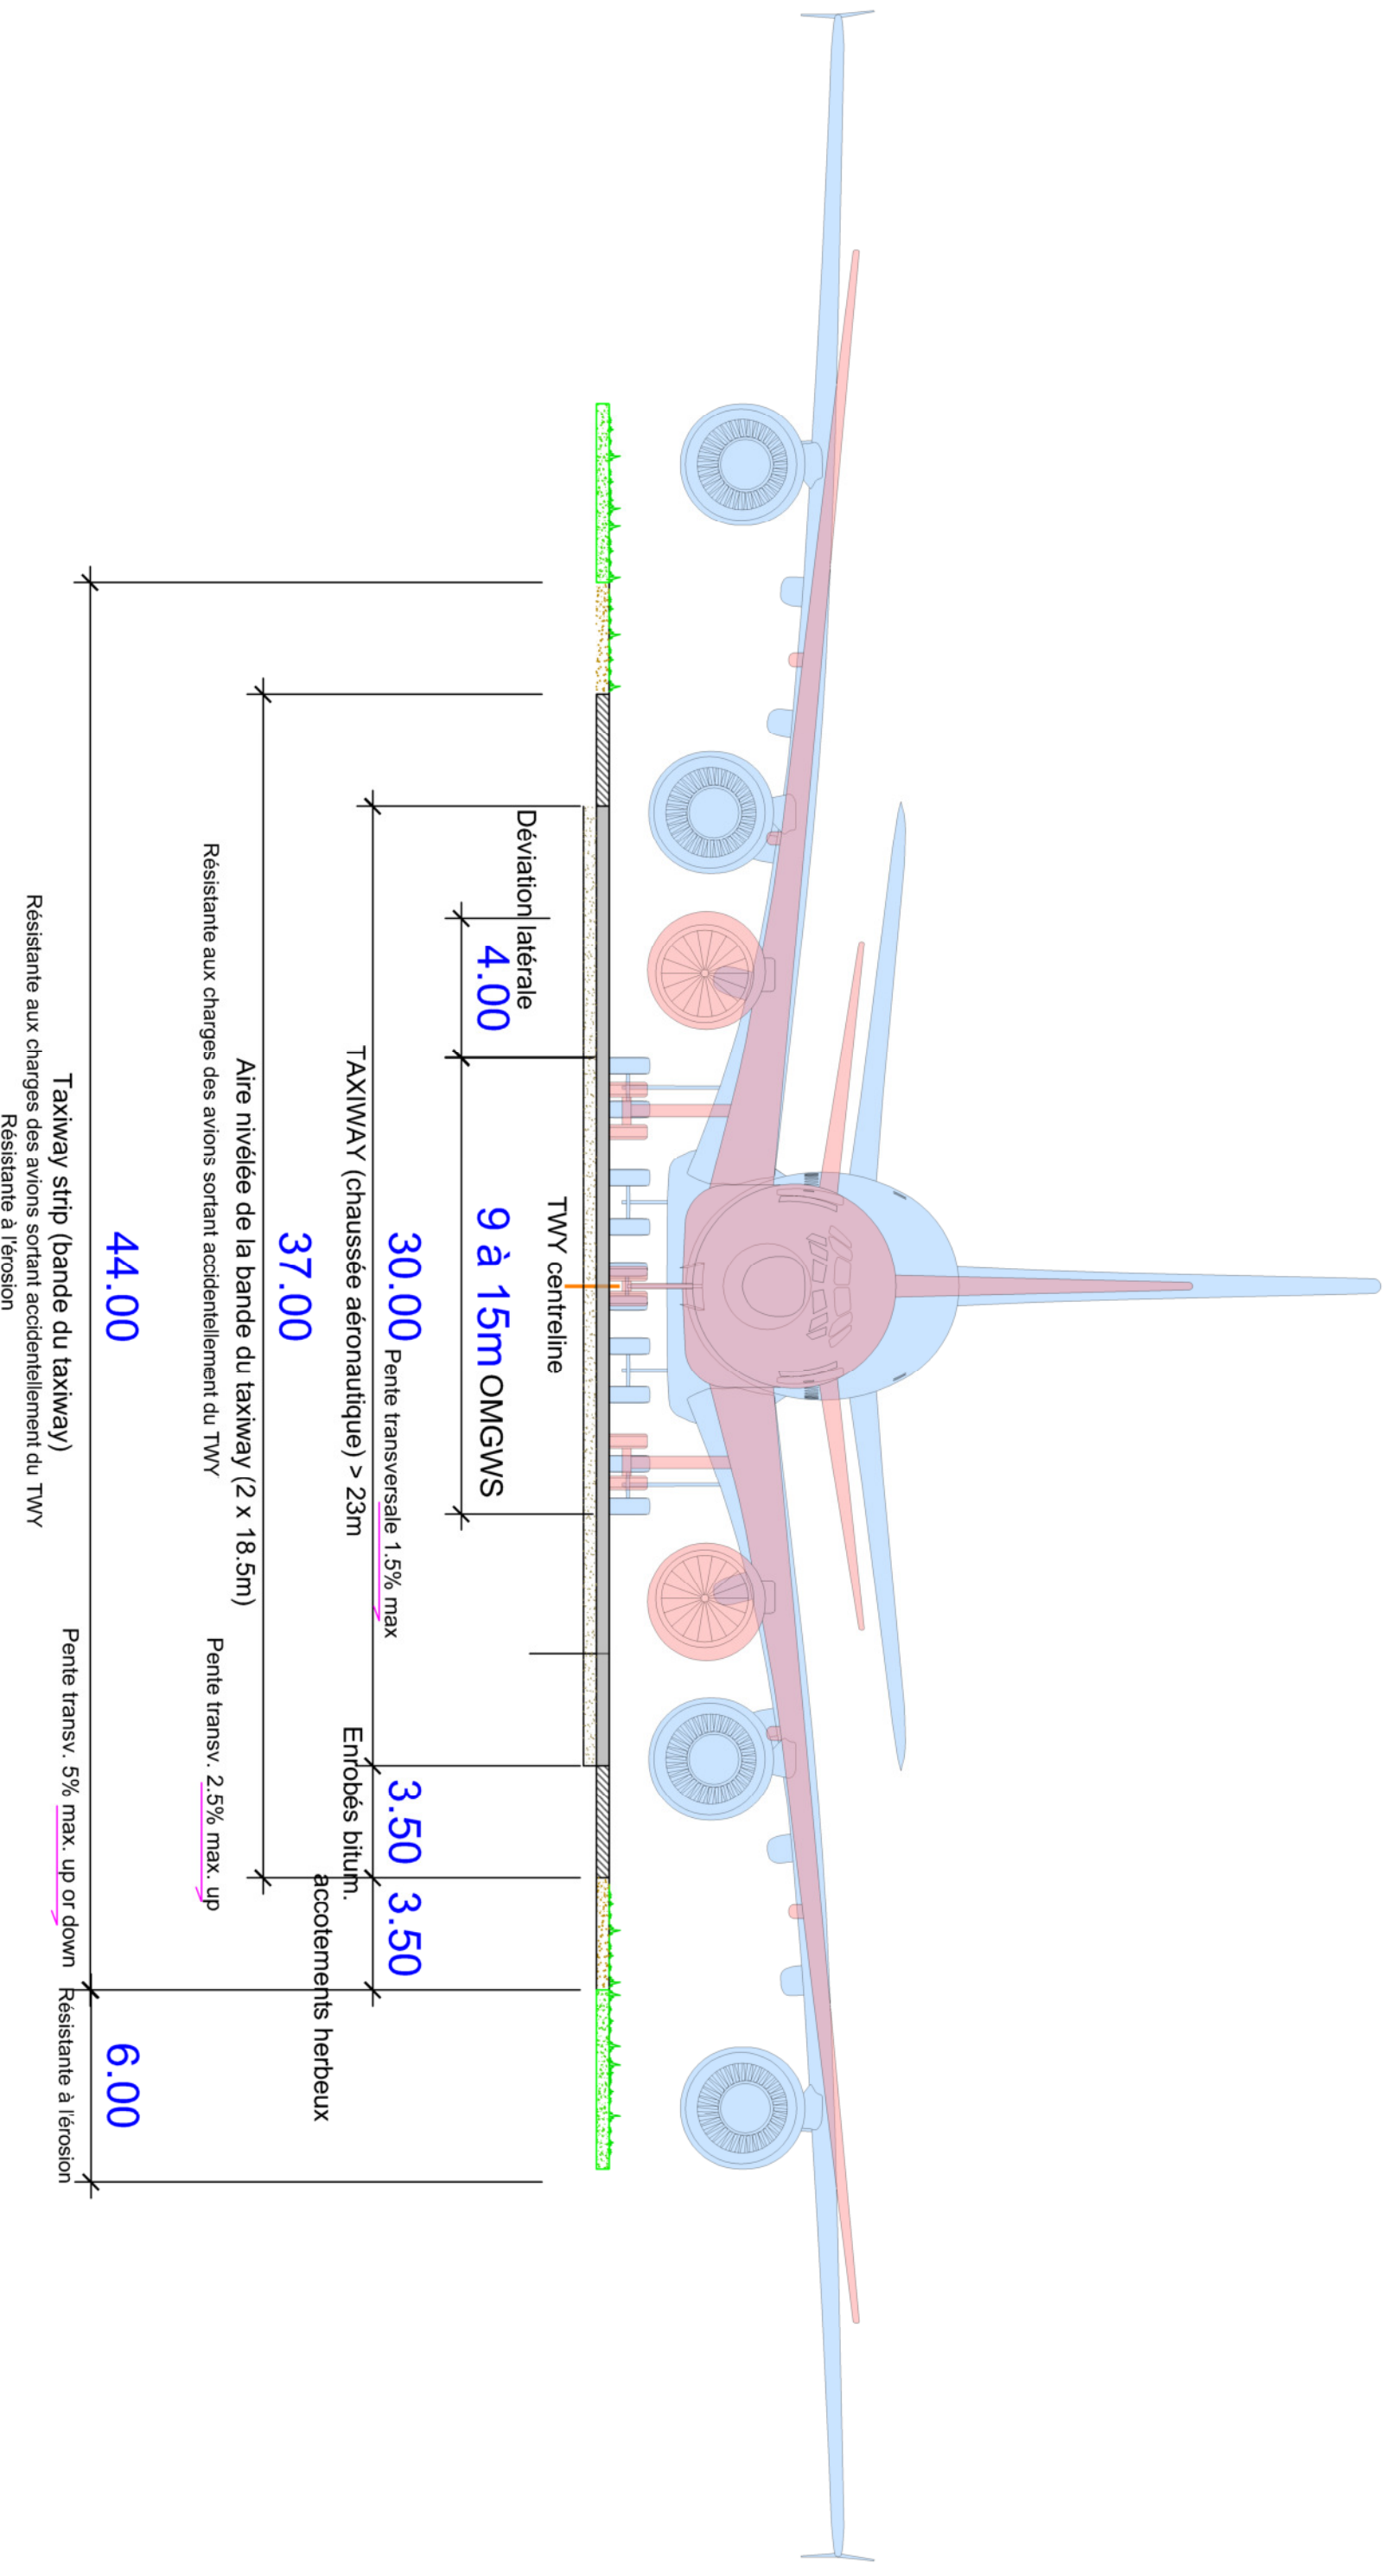 TWY centreline
Déviation latérale
4.00
9 à 15m OMGWS
30.00 Pente transversale 1.5% max
3.50
3.50
TAXIWAY (chaussée aéronautique) > 23m
Enrobés bitum.
accotements herbeux
37.00
Aire nivélée de la bande du taxiway (2 x 18.5m)
Résistante aux charges des avions sortant accidentellement du TWY
Pente transv. 2.5% max. up
44.00
6.00
Taxiway strip (bande du taxiway)
Pente transv. 5% max. up or down
Résistante à l'érosion
Résistante aux charges des avions sortant accidentellement du TWY
Résistante à l'érosion